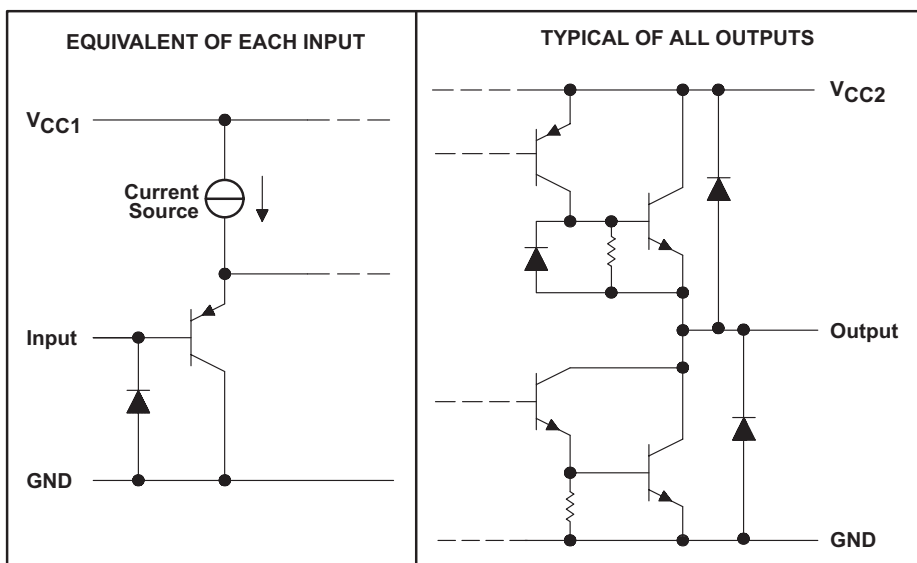 EQUIVALENT OF EACH INPUT
VCC1
Current
Source
Input
GND
TYPICAL OF ALL OUTPUTS
VCC2
Output
GND